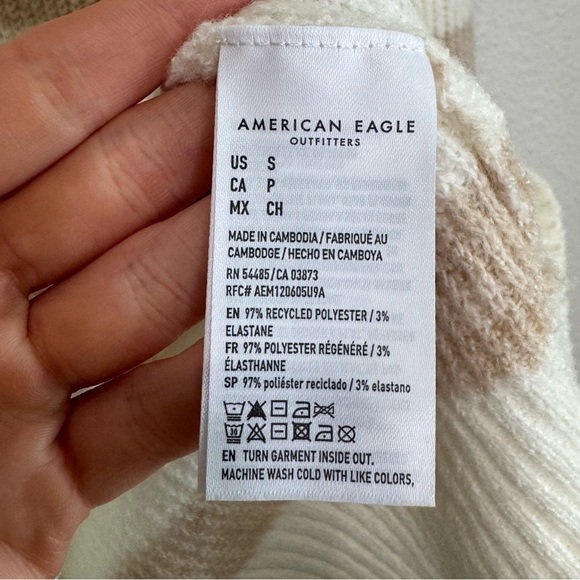 AMERICAN EAGLE
OUTFITTERS
US S
CA P
MX CH
MADE IN CAMBODIA / FABRIQUÉ AU
CAMBODGE / HECHO EN CAMBOYA
RN 54485/CA 03873
RFC# AEM120605U9A
EN 97% RECYCLED POLYESTER / 3%
ELASTANE
FR 97% POLYESTER RÉGÉNÉRÉ / 3%
ÉLASTHANNE
SP 97% poliéster reciclado / 3% elastano
30
EN TURN GARMENT INSIDE OUT.
MACHINE WASH COLD WITH LIKE COLORS,